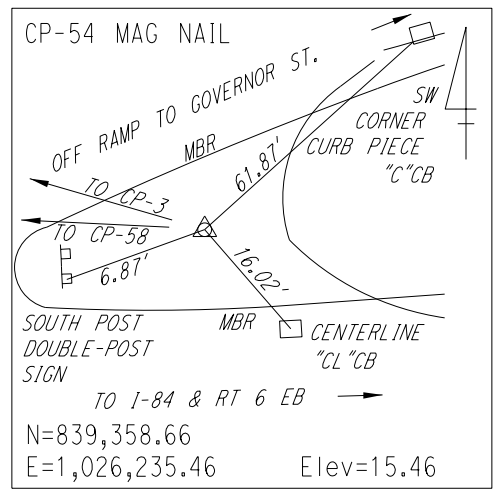 CP-54 MAG NAIL
OFF RAMP TO GOVERNOR ST.
SW
CORNER
CURB PIECE
"C"CB
MBR
61.87'
TO CP-3
TO CP-58
6.87'
16.02'
SOUTH POST
DOUBLE-POST
SIGN
MBR
CENTERLINE
"CL"CB
TO I-84 & RT 6 EB
N=839,358.66
E=1,026,235.46
Elev=15.46